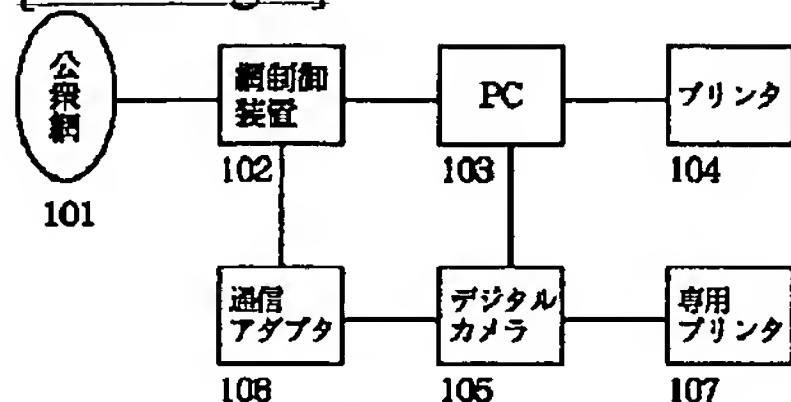 公衆網
101
網制御
装置
102
PC
103
プリンタ
104
通信
アダプタ
106
デジタル
カメラ
105
専用
プリンタ
107